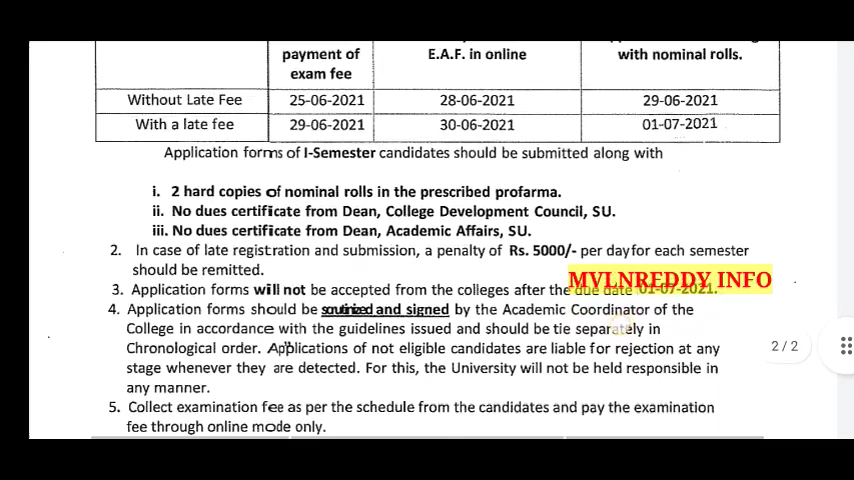 payment of
E.A.F. in online
with nominal rolls.
exam fee
Without Late Fee 25-06-2021 28-06-2021 29-06-2021
With a late fee 29-06-2021 30-06-2021 01-07-2021
Application forms of I-Semester candidates should be submitted along with
i. 2 hard copies of nominal rolls in the prescribed profarma.
ii. No dues certificate from Dean, College Development Council, SU.
iii. No dues certificate from Dean, Academic Affairs, SU.
2. In case of late registration and submission, a penalty of Rs. 5000/- per day for each semester
should be remitted.
MVLNREDDY INFO
3. Application forms will not be accepted from the colleges after the due date 01-07-2021.
4. Application forms should be scrutinized and signed by the Academic Coordinator of the
College in accordance with the guidelines issued and should be tie separately in
Chronological order. Applications of not eligible candidates are liable for rejection at any
2 / 2
stage whenever they are detected. For this, the University will not be held responsible in
any manner.
5. Collect examination fee as per the schedule from the candidates and pay the examination
fee through online mode only.